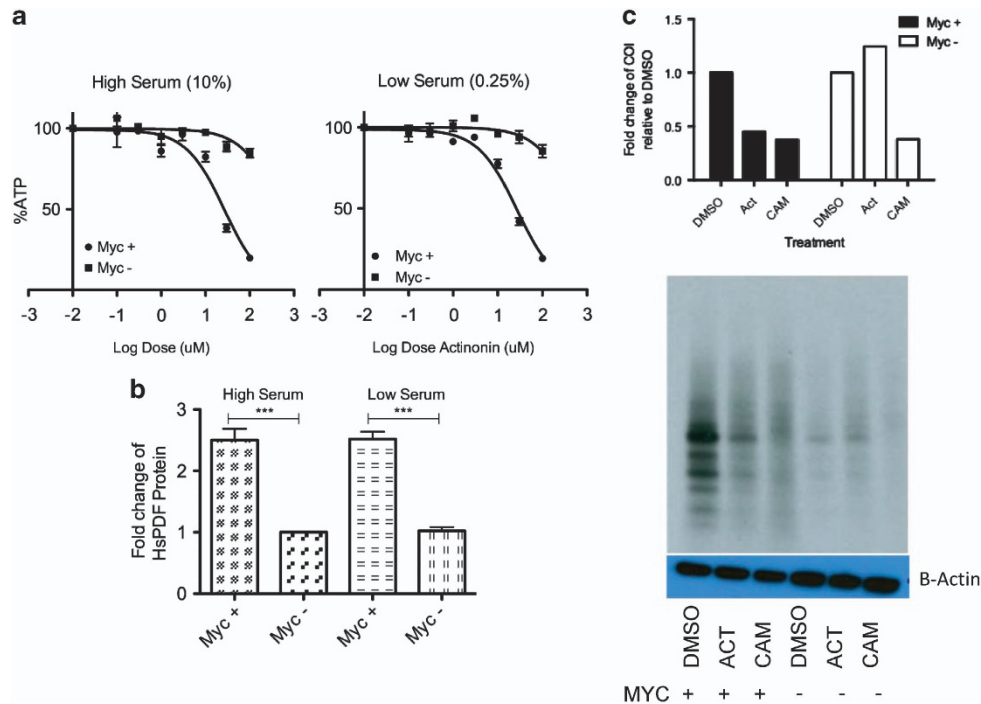 a
High Serum (10%)
Low Serum (0.25%)
%ATP
100
50
Myc +
Myc -
-3 -2 -1 0 1 2 3
Log Dose (uM)
100
50
Myc +
Myc -
-3 -2 -1 0 1 2 3
Log Dose Actinonin (uM)
b
High Serum
Low Serum
***
***
Fold change of
HsPDF Protein
3
2
1
0
Myc +
Myc -
Myc +
Myc -
c
Myc +
Myc -
Fold change of COI
relative to DMSO
1.5
1.0
0.5
0.0
DMSO
Act
CAM
DMSO
Act
CAM
Treatment
B-Actin
DMSO
ACT
CAM
DMSO
ACT
CAM
MYC + + + - - -